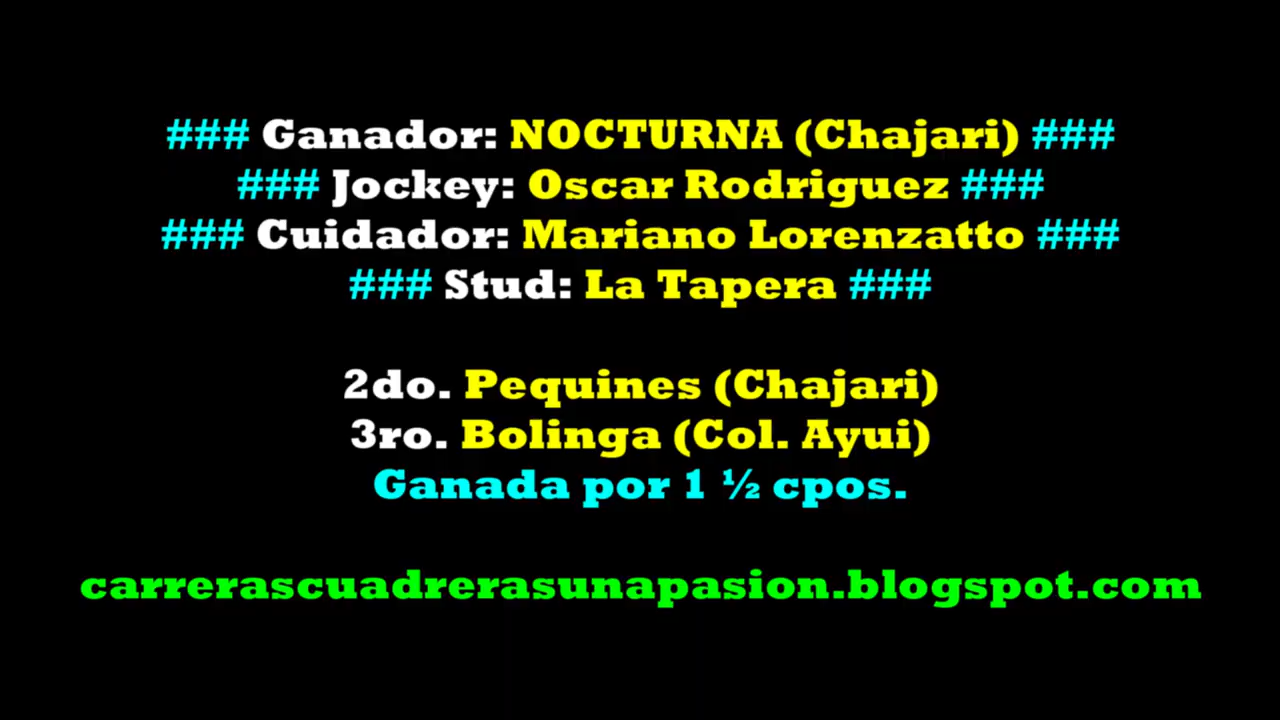 ### Ganador: NOCTURNA (Chajari) ###
### Jockey: Oscar Rodriguez ###
### Cuidador: Mariano Lorenzatto ###
### Stud: La Tapera ###
2do. Pequines (Chajari)
3ro. Bolinga (Col. Ayui)
Ganada por 1 ½ cpos.
carrerascuadrerasunapasion.blogspot.com